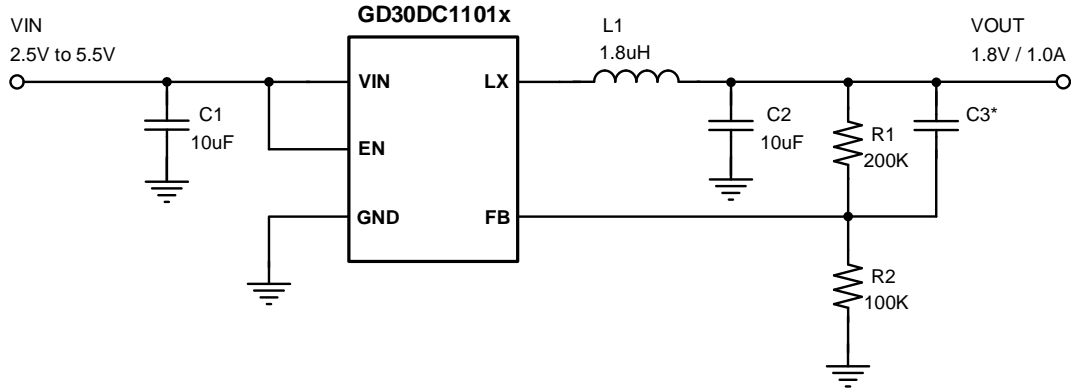 GD30DC1101x
VIN
2.5V to 5.5V
L1
1.8uH
VOUT
1.8V / 1.0A
VIN
LX
C1
10uF
EN
C2
10uF
R1
200K
C3*
GND
FB
R2
100K